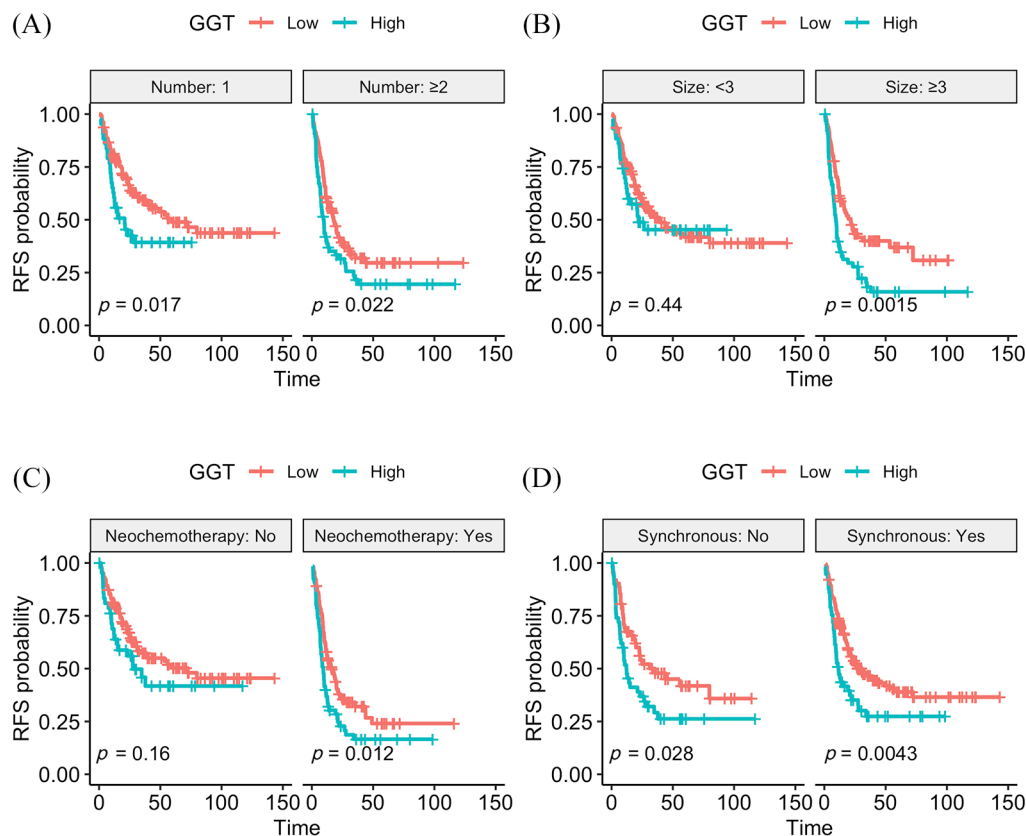 (A) GGT Low High
Number: 1 Number: ≥2
1.00
0.75
0.50
0.25
0.00
RFS probability
p = 0.017 p = 0.022
0 50 100 150 0 50 100 150
Time
(B) GGT Low High
Size: <3 Size: ≥3
1.00
0.75
0.50
0.25
0.00
RFS probability
p = 0.44 p = 0.0015
0 50 100 150 0 50 100 150
Time
(C) GGT Low High
Neochemotherapy: No Neochemotherapy: Yes
1.00
0.75
0.50
0.25
0.00
RFS probability
p = 0.16 p = 0.012
0 50 100 150 0 50 100 150
Time
(D) GGT Low High
Synchronous: No Synchronous: Yes
1.00
0.75
0.50
0.25
0.00
RFS probability
p = 0.028 p = 0.0043
0 50 100 150 0 50 100 150
Time